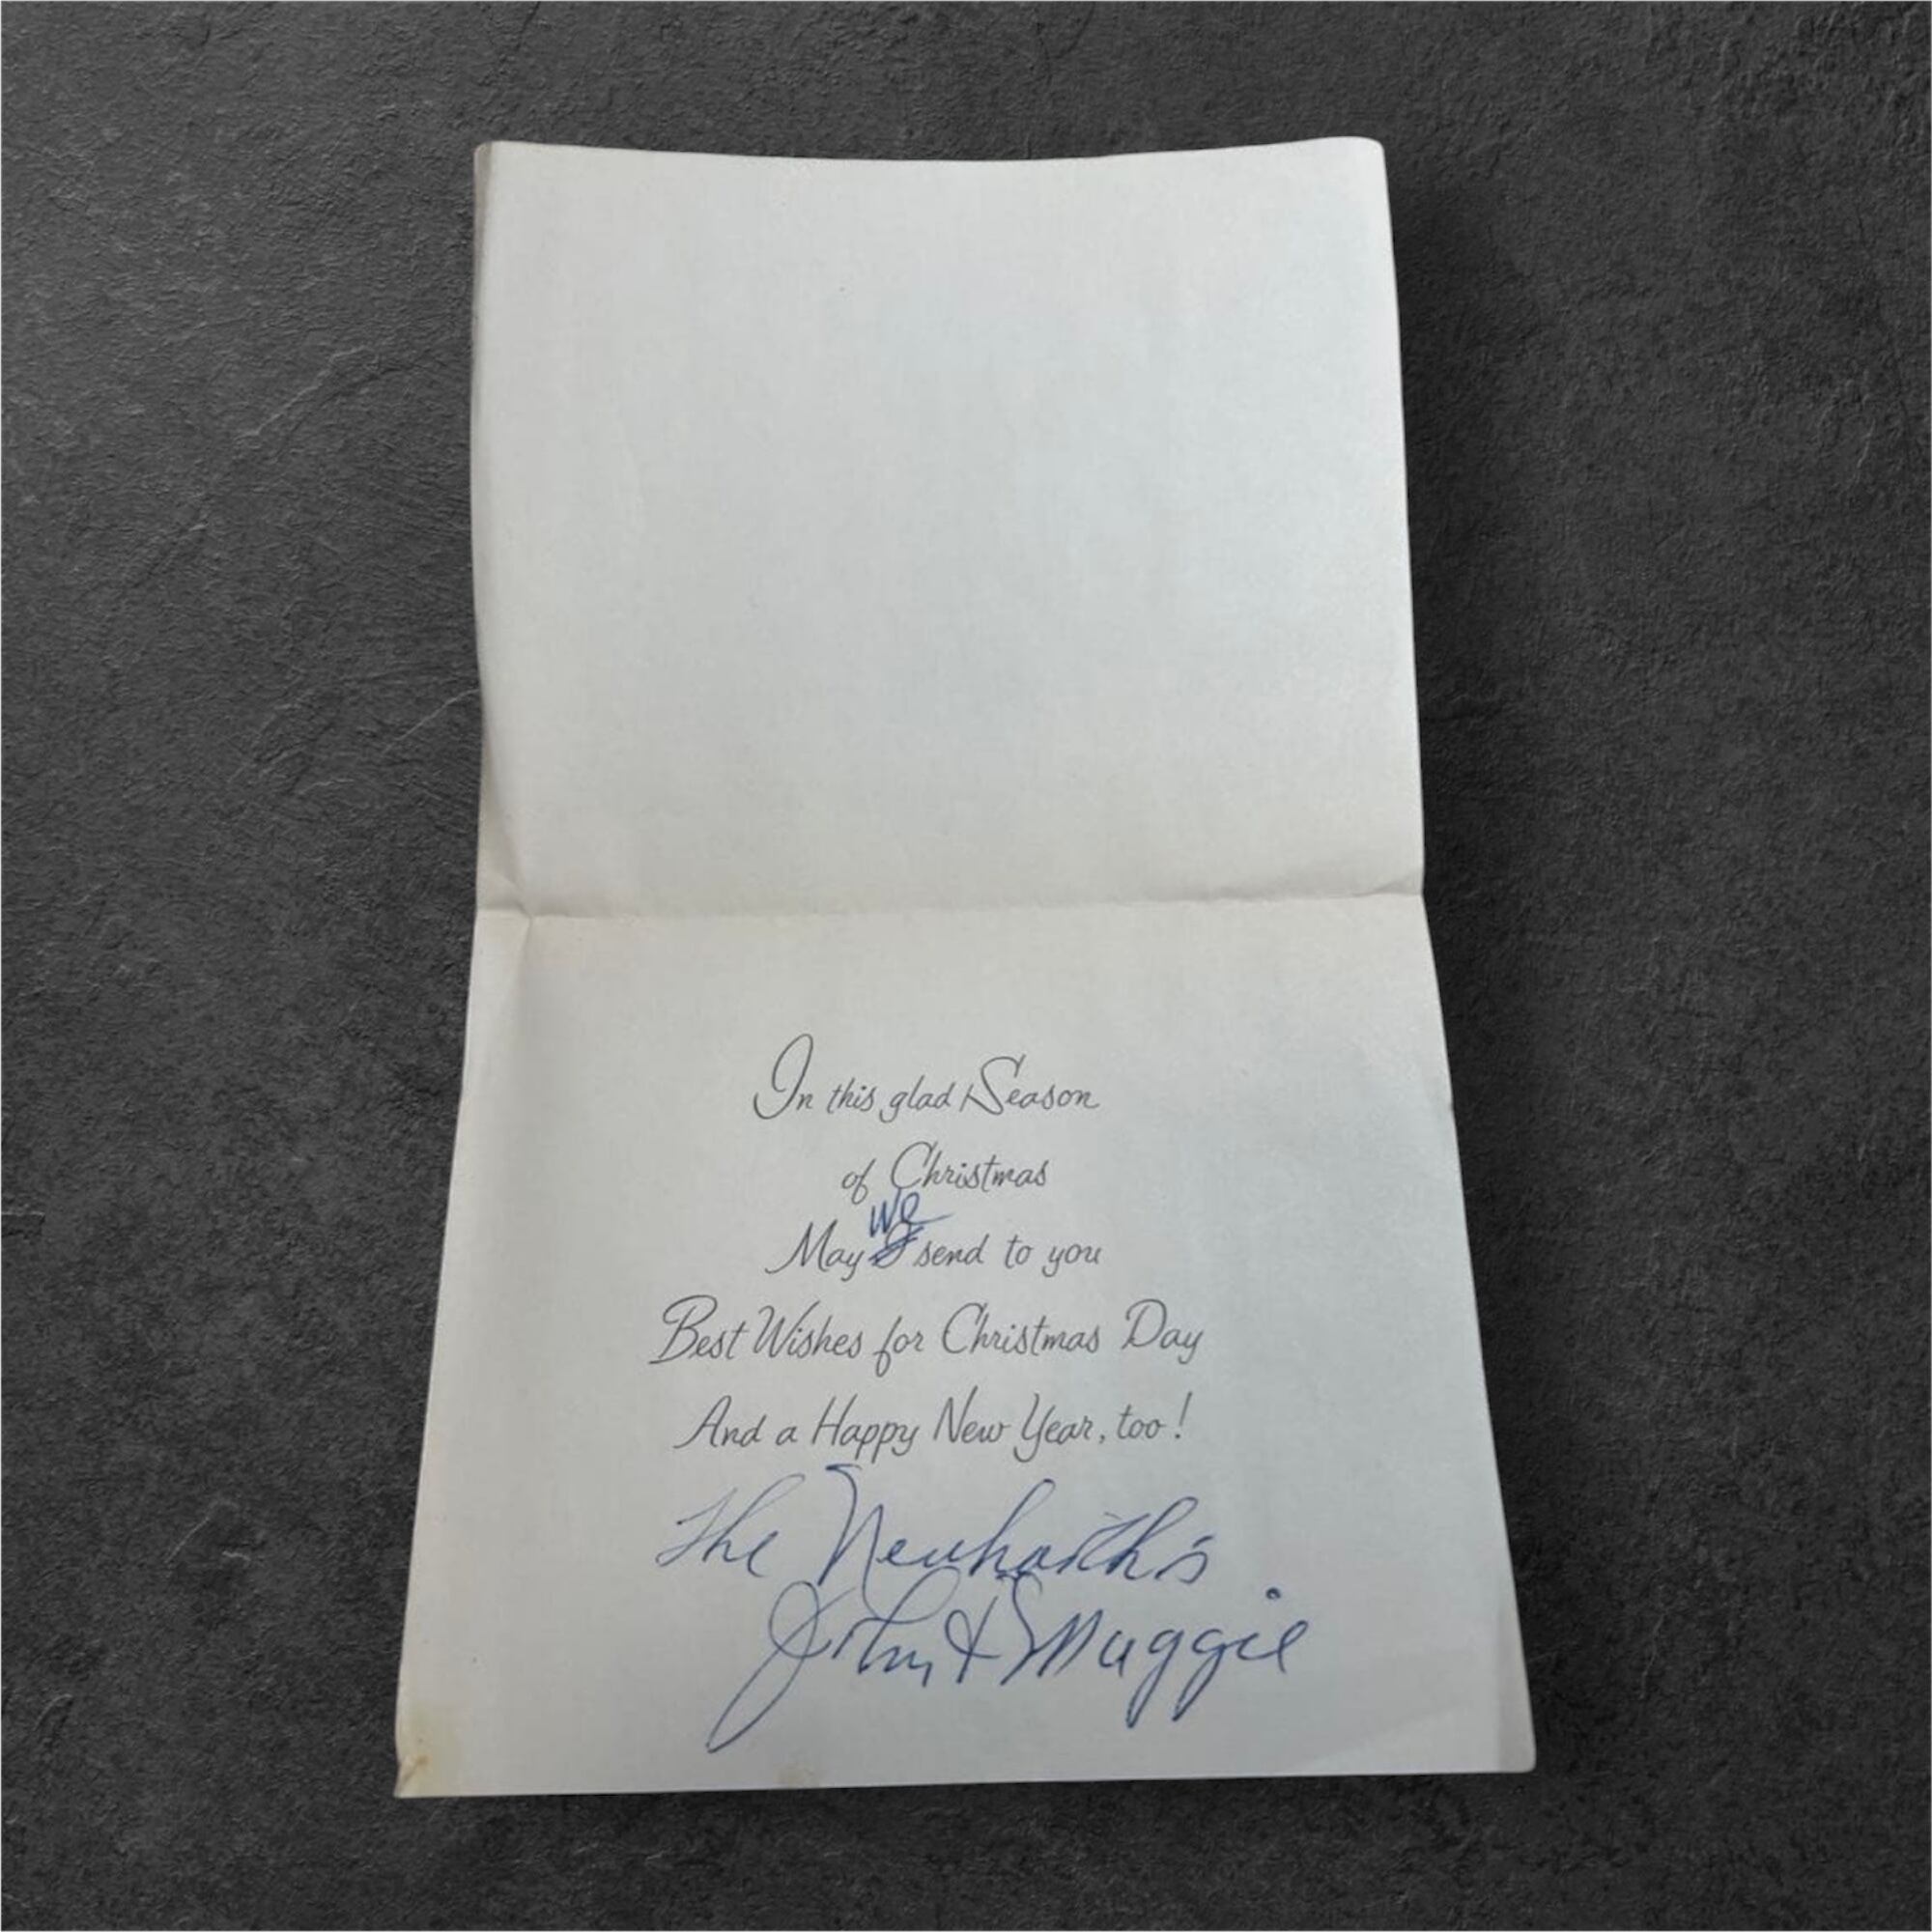 In this glad Season
of Christmas
We
May I send to you
Best Wishes for Christmas Day
And a Happy New Year, too!
The Neuharth's
John & Maggie